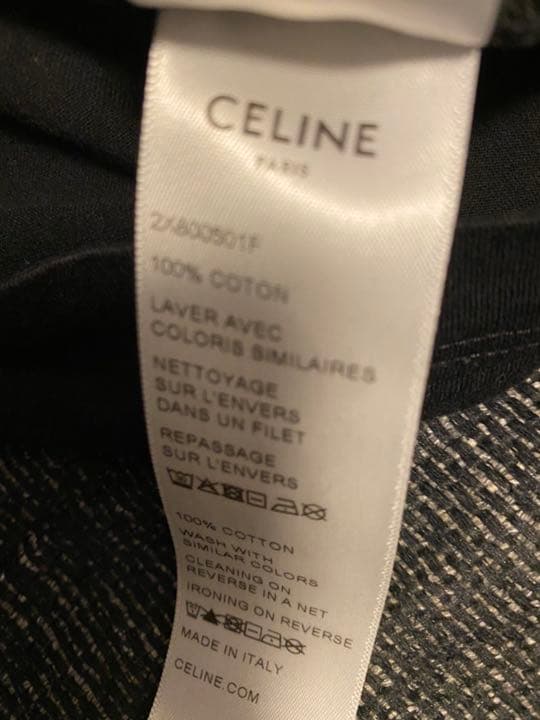 CELINE
PARIS
100% COTON
LAVER AVEC
COLORIS SIMILAIRES
NETTOYAGE
SUR L'ENVERS
DANS UN FILET
REPASSAGE
SUR L'ENVERS
100% COTTON
WASH WITH
SIMILAR COLORS
CLEANING ON
REVERSE IN A NET
IRONING ON REVERSE
MADE IN ITALY
CELINE.COM